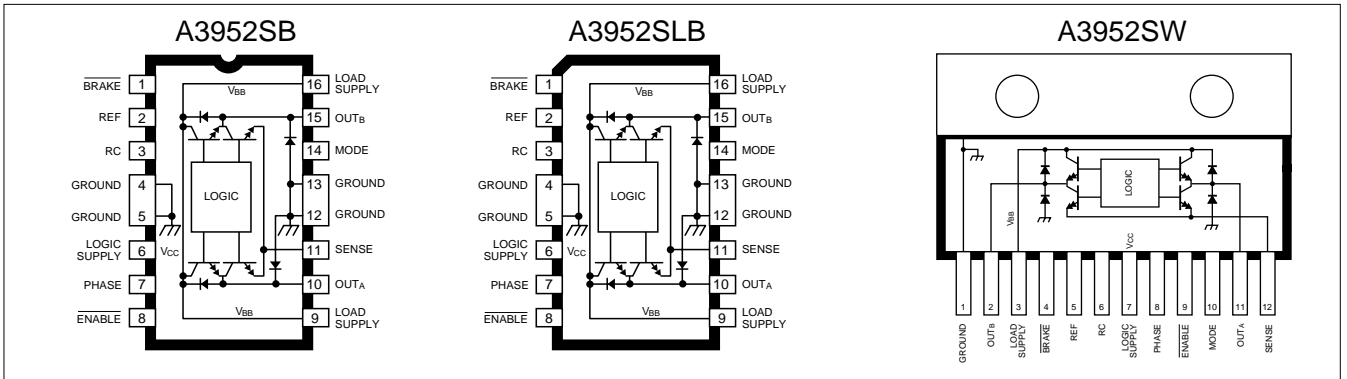 A3952SB
BRAKE 1
REF 2
RC 3
GROUND 4
GROUND 5
LOGIC
SUPPLY 6
PHASE 7
ENABLE 8
VBB
LOGIC
VCC
VBB
16 LOAD
SUPPLY
15 OUTB
14 MODE
13 GROUND
12 GROUND
11 SENSE
10 OUTA
9 LOAD
SUPPLY
A3952SLB
BRAKE 1
REF 2
RC 3
GROUND 4
GROUND 5
LOGIC
SUPPLY 6
PHASE 7
ENABLE 8
VBB
LOGIC
VCC
VBB
16 LOAD
SUPPLY
15 OUTB
14 MODE
13 GROUND
12 GROUND
11 SENSE
10 OUTA
9 LOAD
SUPPLY
A3952SW
LOGIC
VBB
VCC
1 GROUND
2 OUTB
3 LOAD
SUPPLY
4 BRAKE
5 REF
6 RC
7 LOGIC
SUPPLY
8 PHASE
9 ENABLE
10 MODE
11 OUTA
12 SENSE